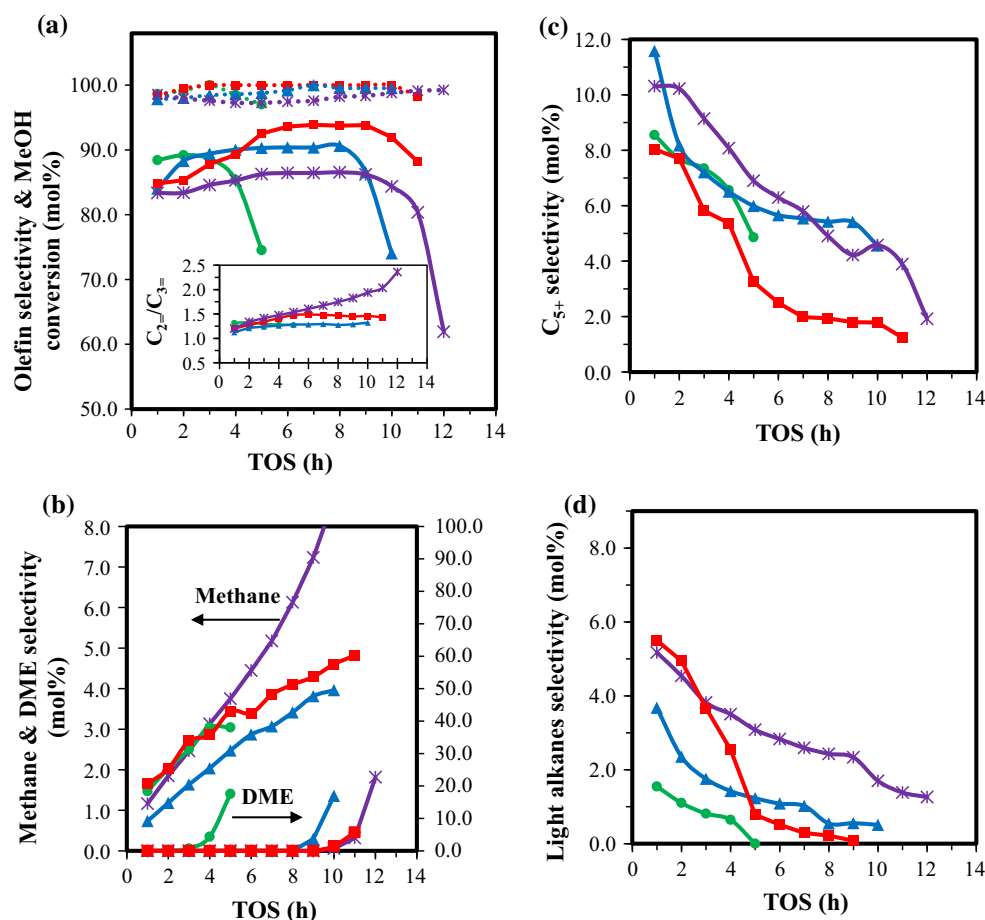 (a)
Olefin selectivity & MeOH
conversion (mol%)
100.0
90.0
80.0
70.0
60.0
50.0
0 2 4 6 8 10 12 14
TOS (h)
C2=/C3=
2.5
2.0
1.5
1.0
0.5
0 2 4 6 8 10 12 14
(c)
C5+ selectivity (mol%)
12.0
10.0
8.0
6.0
4.0
2.0
0.0
0 2 4 6 8 10 12 14
TOS (h)
(b)
Methane & DME selectivity
(mol%)
8.0
7.0
6.0
5.0
4.0
3.0
2.0
1.0
0.0
100.0
90.0
80.0
70.0
60.0
50.0
40.0
30.0
20.0
10.0
0.0
Methane
DME
0 2 4 6 8 10 12 14
TOS (h)
(d)
Light alkanes selectivity (mol%)
8.0
6.0
4.0
2.0
0.0
0 2 4 6 8 10 12 14
TOS (h)